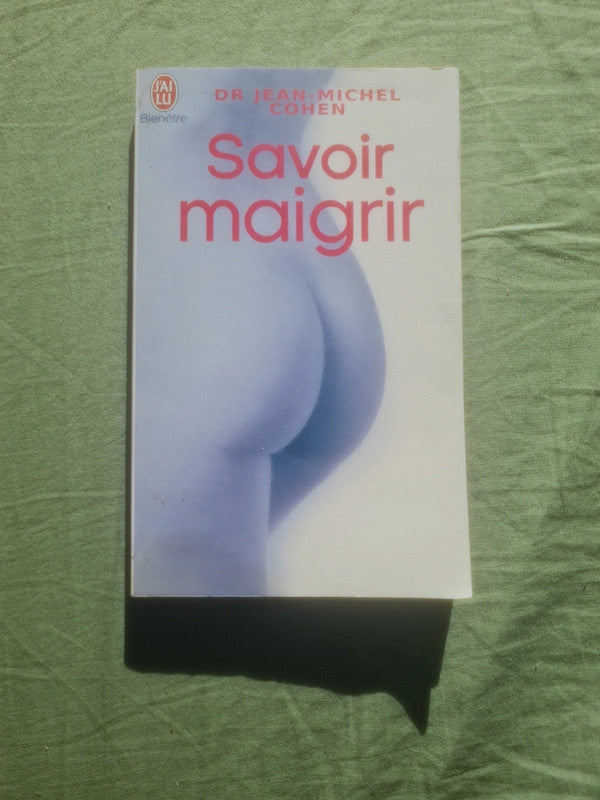 J'AI
LU
Bien-être
DR JEAN-MICHEL
COHEN
Savoir
maigrir